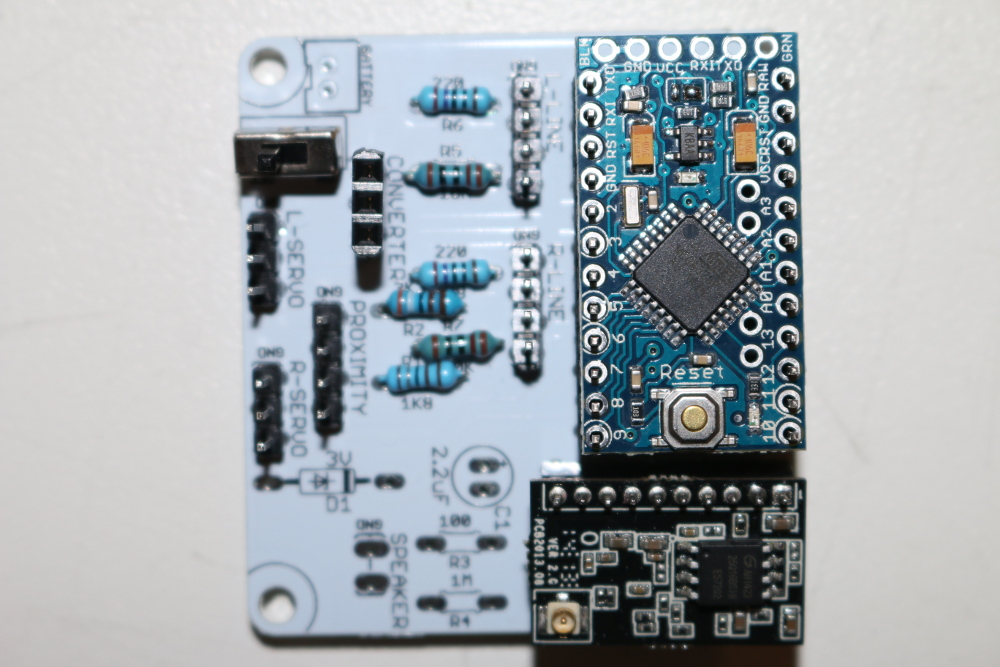 BATTERY
220
R6
R5
CONVERTER
L-LINE
L-SERVO
GND
PROXIMITY
220
R2
R7
1K8
GND
R-LINE
GND
R-SERVO
3V
D1
2.2uF
C1
GND
SPEAKER
100
R3
1M
R4
BLK
GND
VCC
RXI
TXO
GRN
TXO
RXI
RST
GND
2
3
4
5
6
7
8
9
RAW
GND
RST
VCC
A3
A2
A1
A0
13
12
11
10
Reset
1
PCB2013.08
VER 2.0